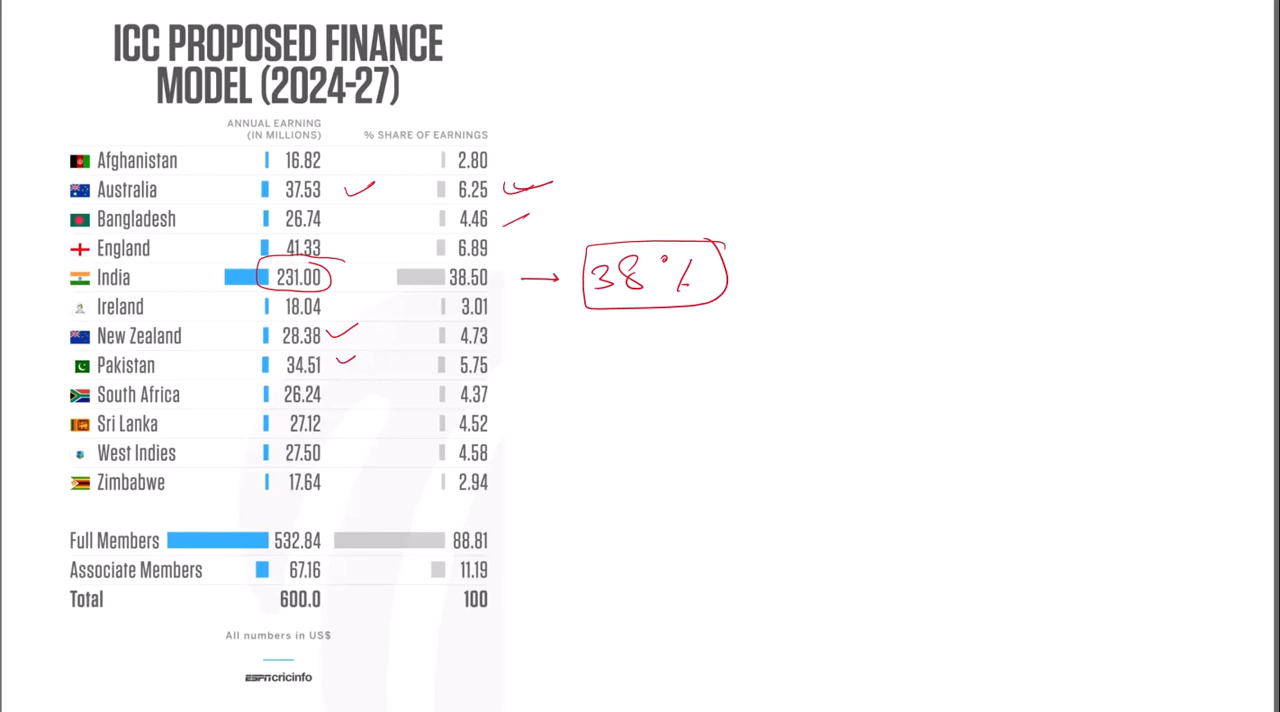 ICC PROPOSED FINANCE
MODEL (2024-27)
ANNUAL EARNING
(IN MILLIONS) % SHARE OF EARNINGS
Afghanistan 16.82 2.80
Australia 37.53 6.25
Bangladesh 26.74 4.46
England 41.33 6.89
India 231.00 38.50 38%
Ireland 18.04 3.01
New Zealand 28.38 4.73
Pakistan 34.51 5.75
South Africa 26.24 4.37
Sri Lanka 27.12 4.52
West Indies 27.50 4.58
Zimbabwe 17.64 2.94
Full Members 532.84 88.81
Associate Members 67.16 11.19
Total 600.0 100
All numbers in US$
ESPNcricinfo